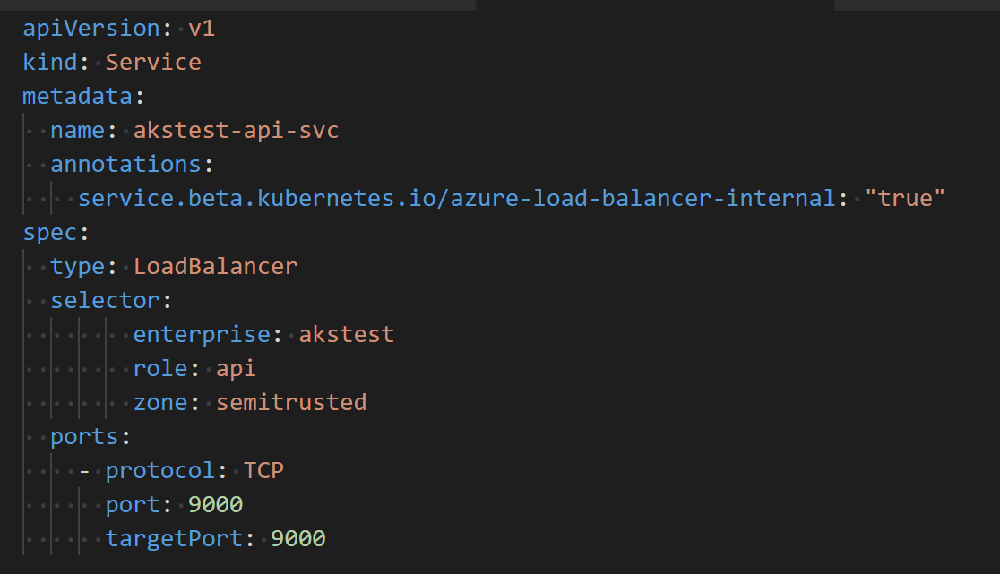 apiVersion: v1
kind: Service
metadata:
  name: akstest-api-svc
  annotations:
    service.beta.kubernetes.io/azure-load-balancer-internal: "true"
spec:
  type: LoadBalancer
  selector:
        enterprise: akstest
        role: api
        zone: semitrusted
  ports:
    - protocol: TCP
      port: 9000
      targetPort: 9000